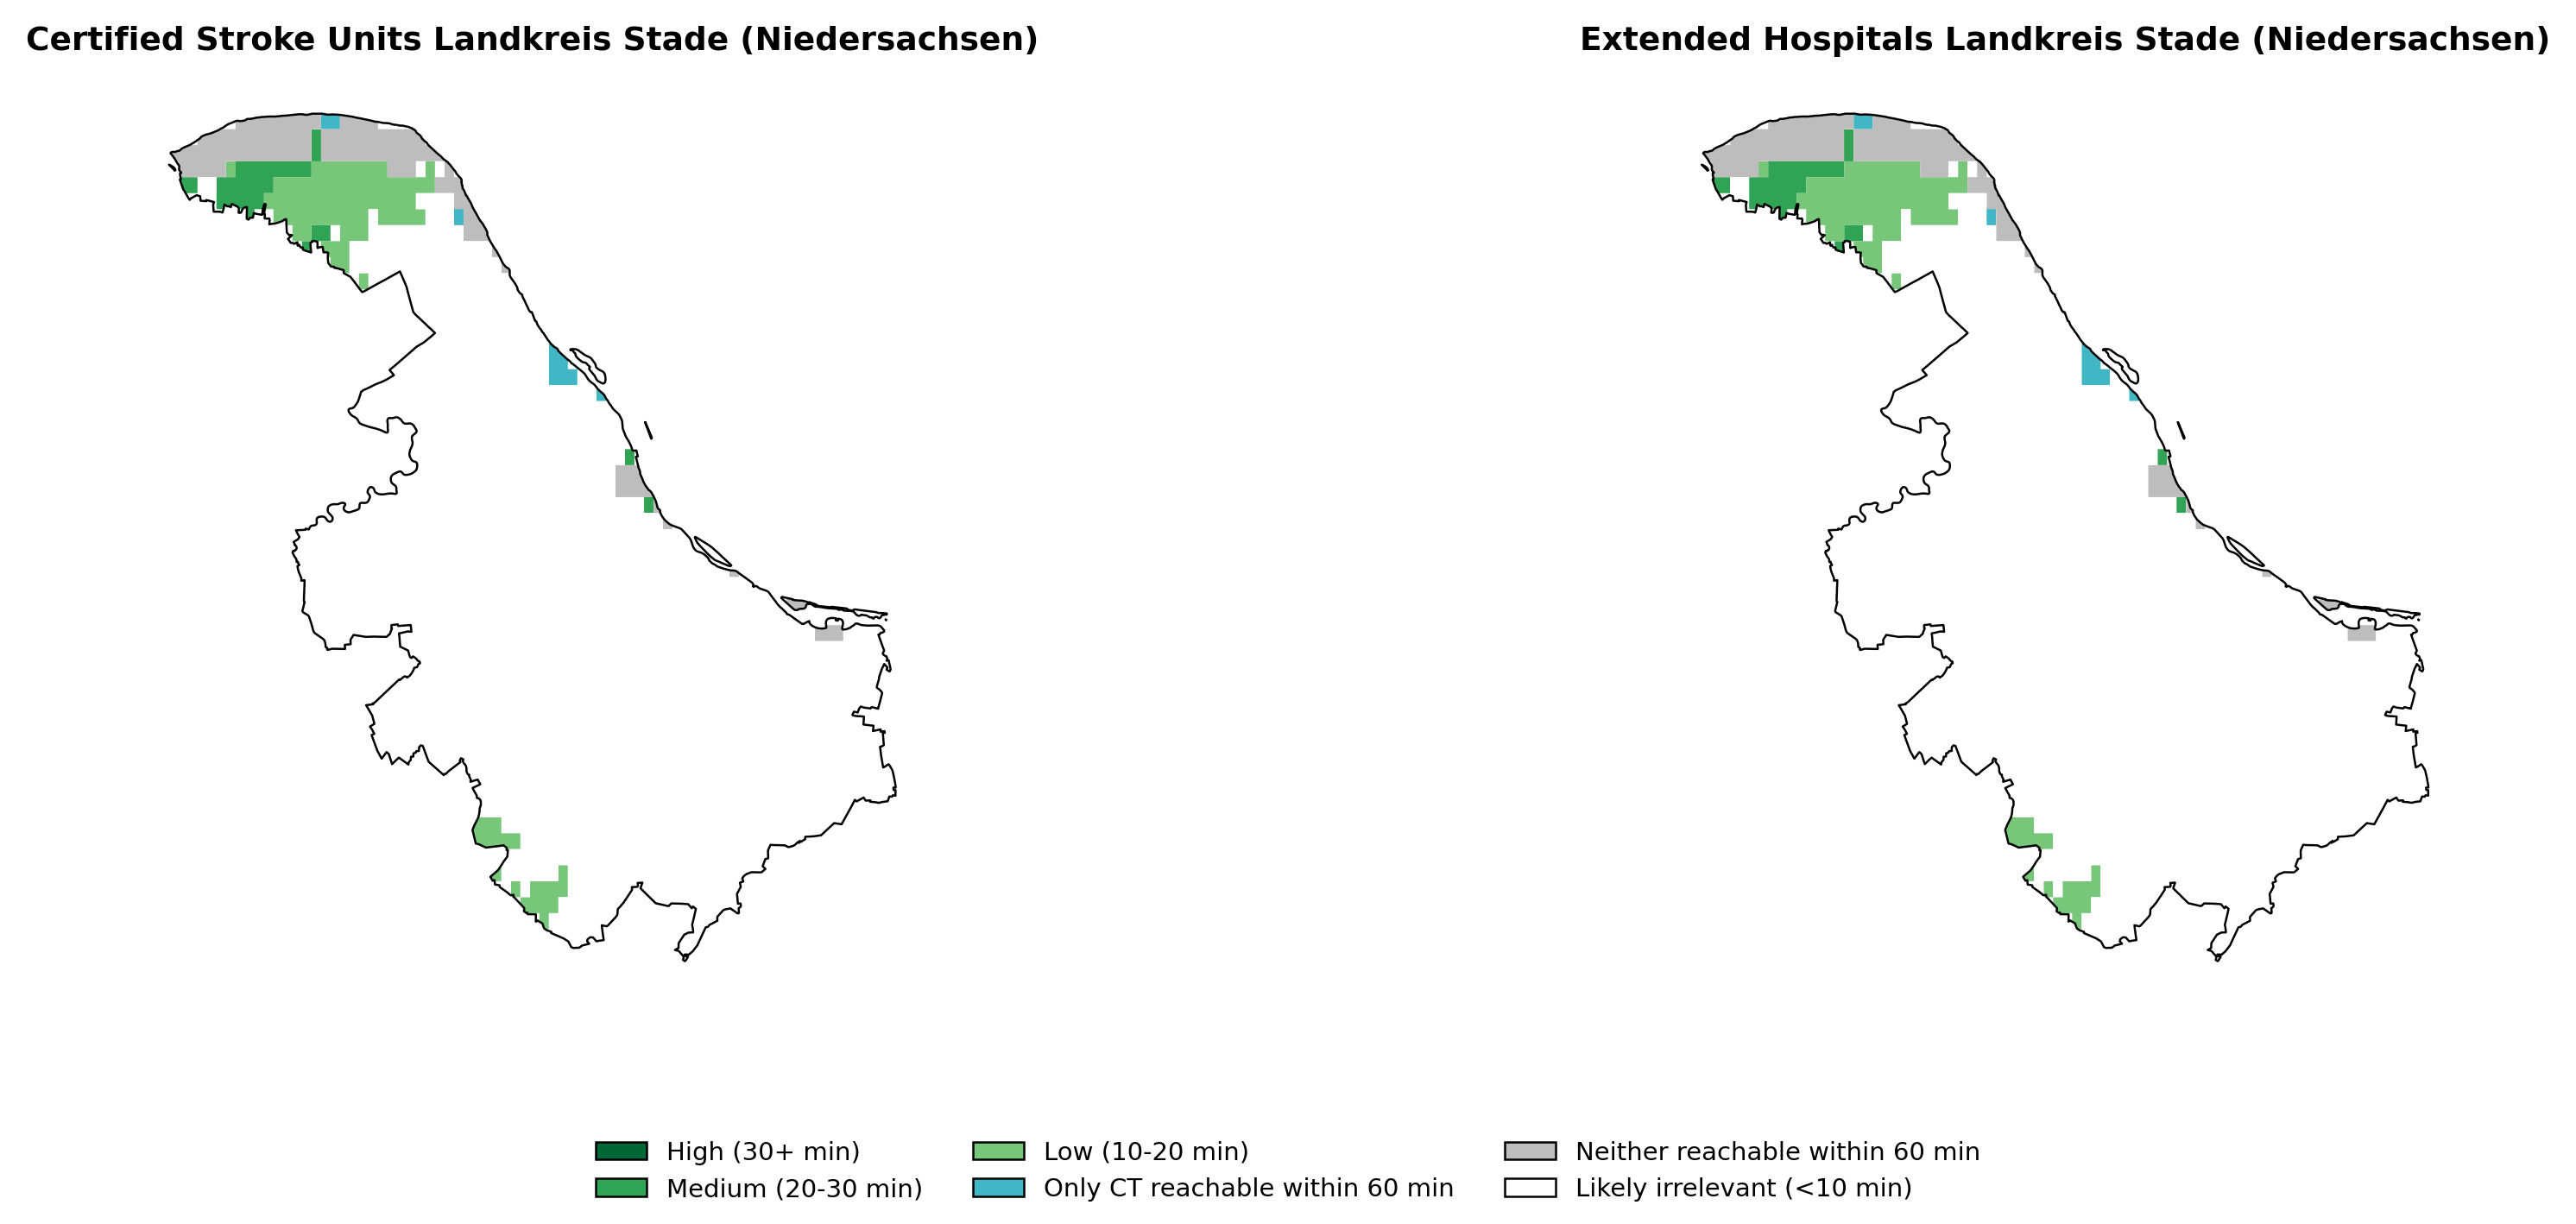 Certified Stroke Units Landkreis Stade (Niedersachsen)
Extended Hospitals Landkreis Stade (Niedersachsen)
High (30+ min)
Medium (20-30 min)
Low (10-20 min)
Only CT reachable within 60 min
Neither reachable within 60 min
Likely irrelevant (<10 min)